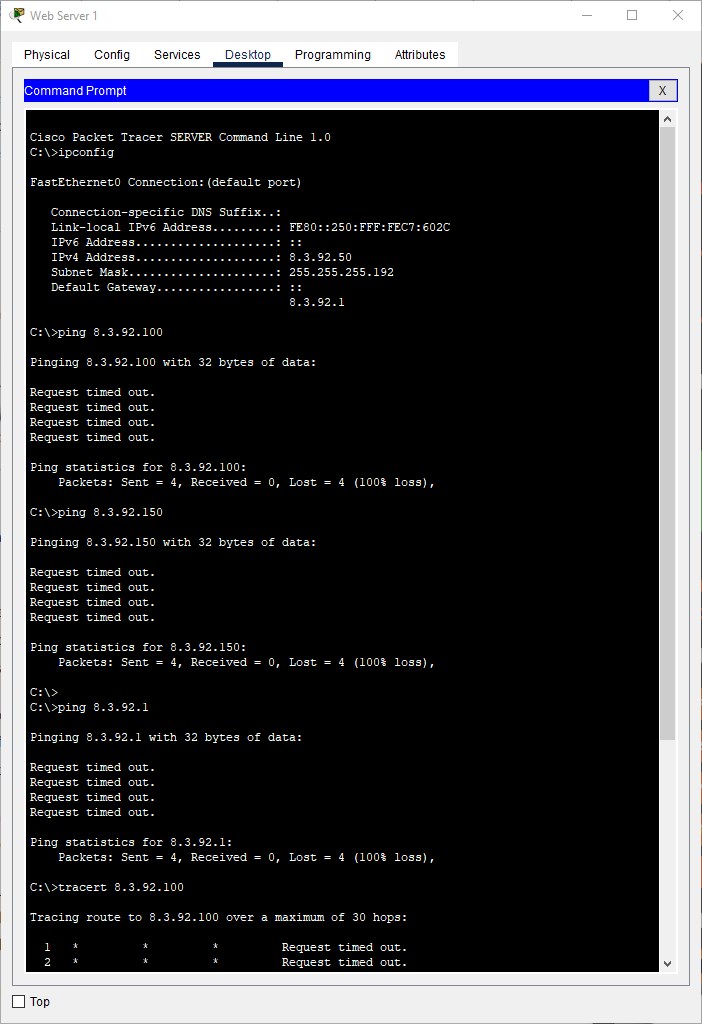 Web Server 1
Physical Config Services Desktop Programming Attributes
Command Prompt X
Cisco Packet Tracer SERVER Command Line 1.0
C:\>ipconfig
FastEthernet0 Connection:(default port)
Connection-specific DNS Suffix..:
Link-local IPv6 Address.........: FE80::250:FFF:FEC7:602C
IPv6 Address....................: ::
IPv4 Address....................: 8.3.92.50
Subnet Mask.....................: 255.255.255.192
Default Gateway.................: ::
8.3.92.1
C:\>ping 8.3.92.100
Pinging 8.3.92.100 with 32 bytes of data:
Request timed out.
Request timed out.
Request timed out.
Request timed out.
Ping statistics for 8.3.92.100:
Packets: Sent = 4, Received = 0, Lost = 4 (100% loss),
C:\>ping 8.3.92.150
Pinging 8.3.92.150 with 32 bytes of data:
Request timed out.
Request timed out.
Request timed out.
Request timed out.
Ping statistics for 8.3.92.150:
Packets: Sent = 4, Received = 0, Lost = 4 (100% loss),
C:\>
C:\>ping 8.3.92.1
Pinging 8.3.92.1 with 32 bytes of data:
Request timed out.
Request timed out.
Request timed out.
Request timed out.
Ping statistics for 8.3.92.1:
Packets: Sent = 4, Received = 0, Lost = 4 (100% loss),
C:\>tracert 8.3.92.100
Tracing route to 8.3.92.100 over a maximum of 30 hops:
1 * * * Request timed out.
2 * * * Request timed out.
Top